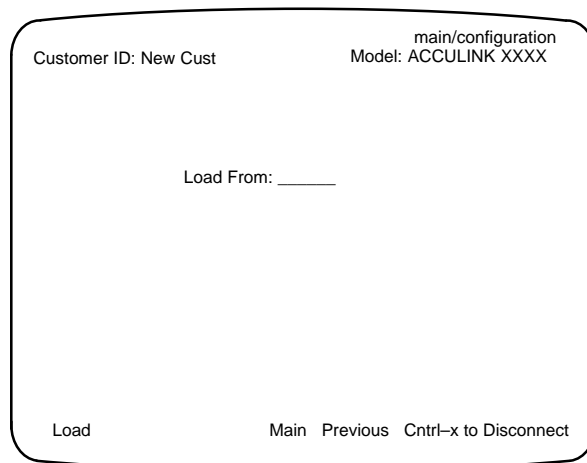 main/configuration
Customer ID: New Cust Model: ACCULINK XXXX
Load From: ______
Load Main Previous Cntrl–x to Disconnect